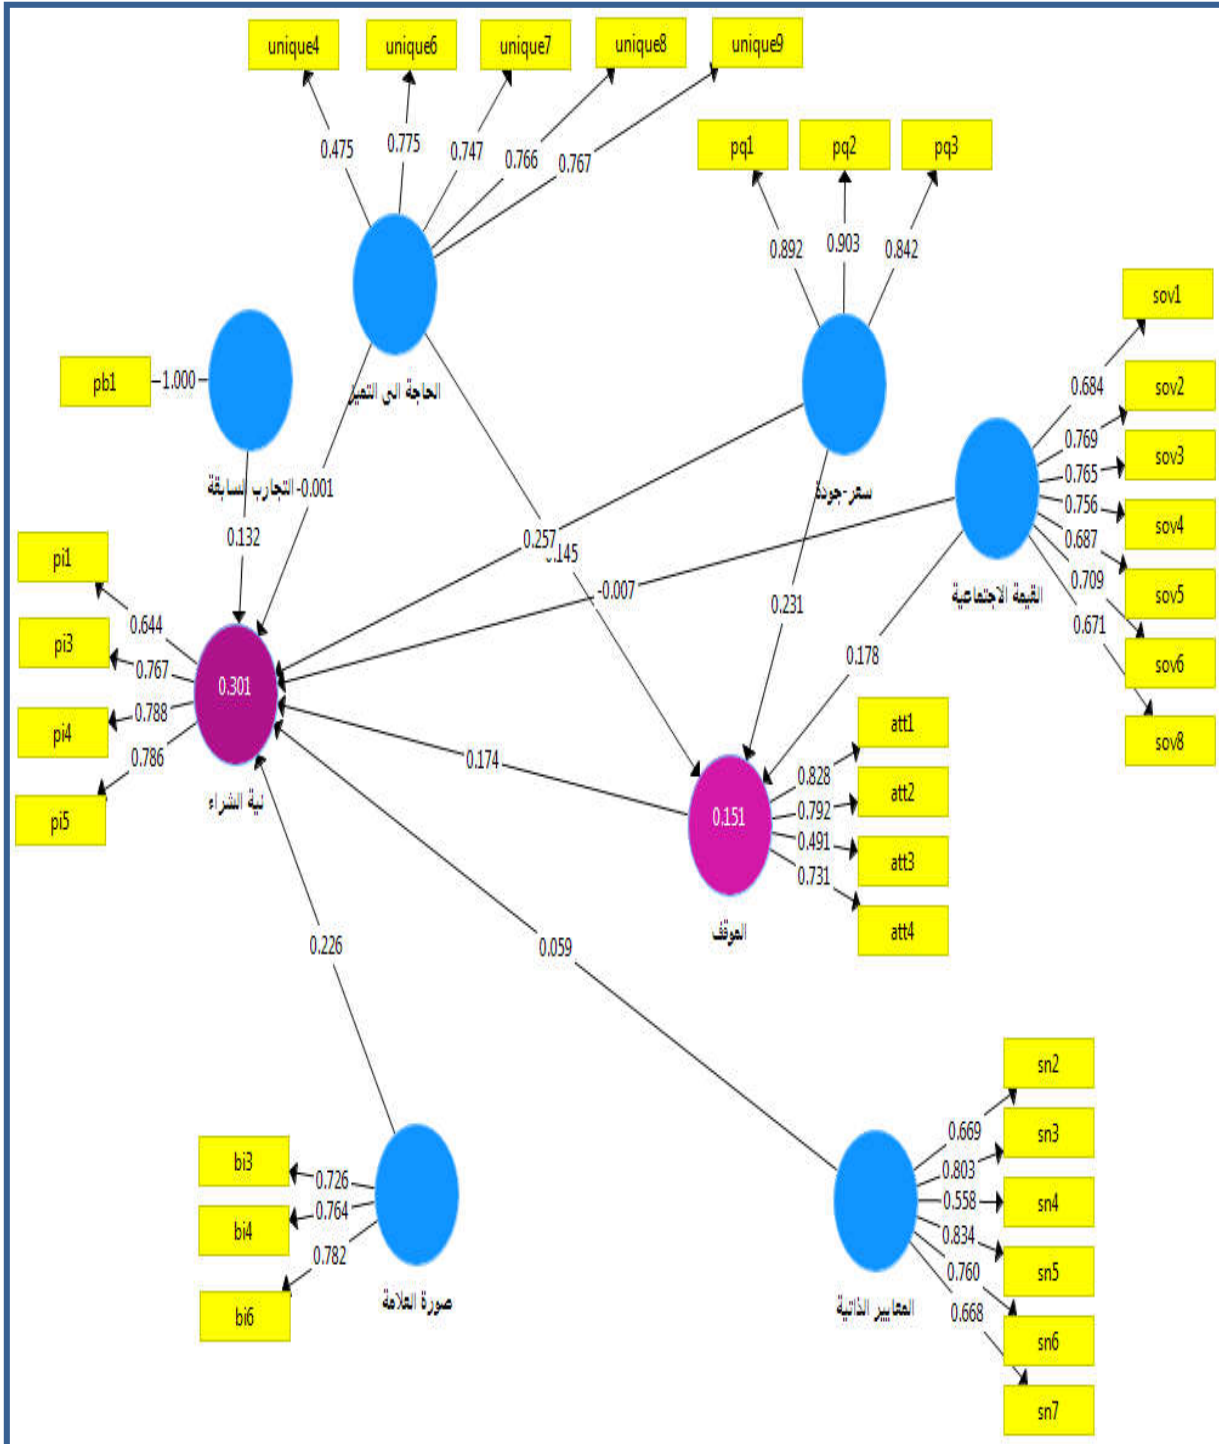 unique4
unique6
unique7
unique8
unique9
0.475
0.775
0.747
0.766
0.767
pq1
pq2
pq3
0.892
0.903
0.842
sov1
sov2
sov3
sov4
sov5
sov6
sov8
0.684
0.769
0.765
0.756
0.687
0.709
0.671
pb1
1.000
الحاجة الى التميز
التجارب السابقة
سعر-جودة
القيمة الاجتماعية
-0.001
0.132
0.257
0.145
-0.007
0.231
0.178
pi1
pi3
pi4
pi5
0.644
0.767
0.788
0.786
0.301
نية الشراء
0.174
0.151
الموقف
att1
att2
att3
att4
0.828
0.792
0.491
0.731
0.226
0.059
bi3
bi4
bi6
0.726
0.764
0.782
صورة العلامة
sn2
sn3
sn4
sn5
sn6
sn7
0.669
0.803
0.558
0.834
0.760
0.668
المعايير الذاتية